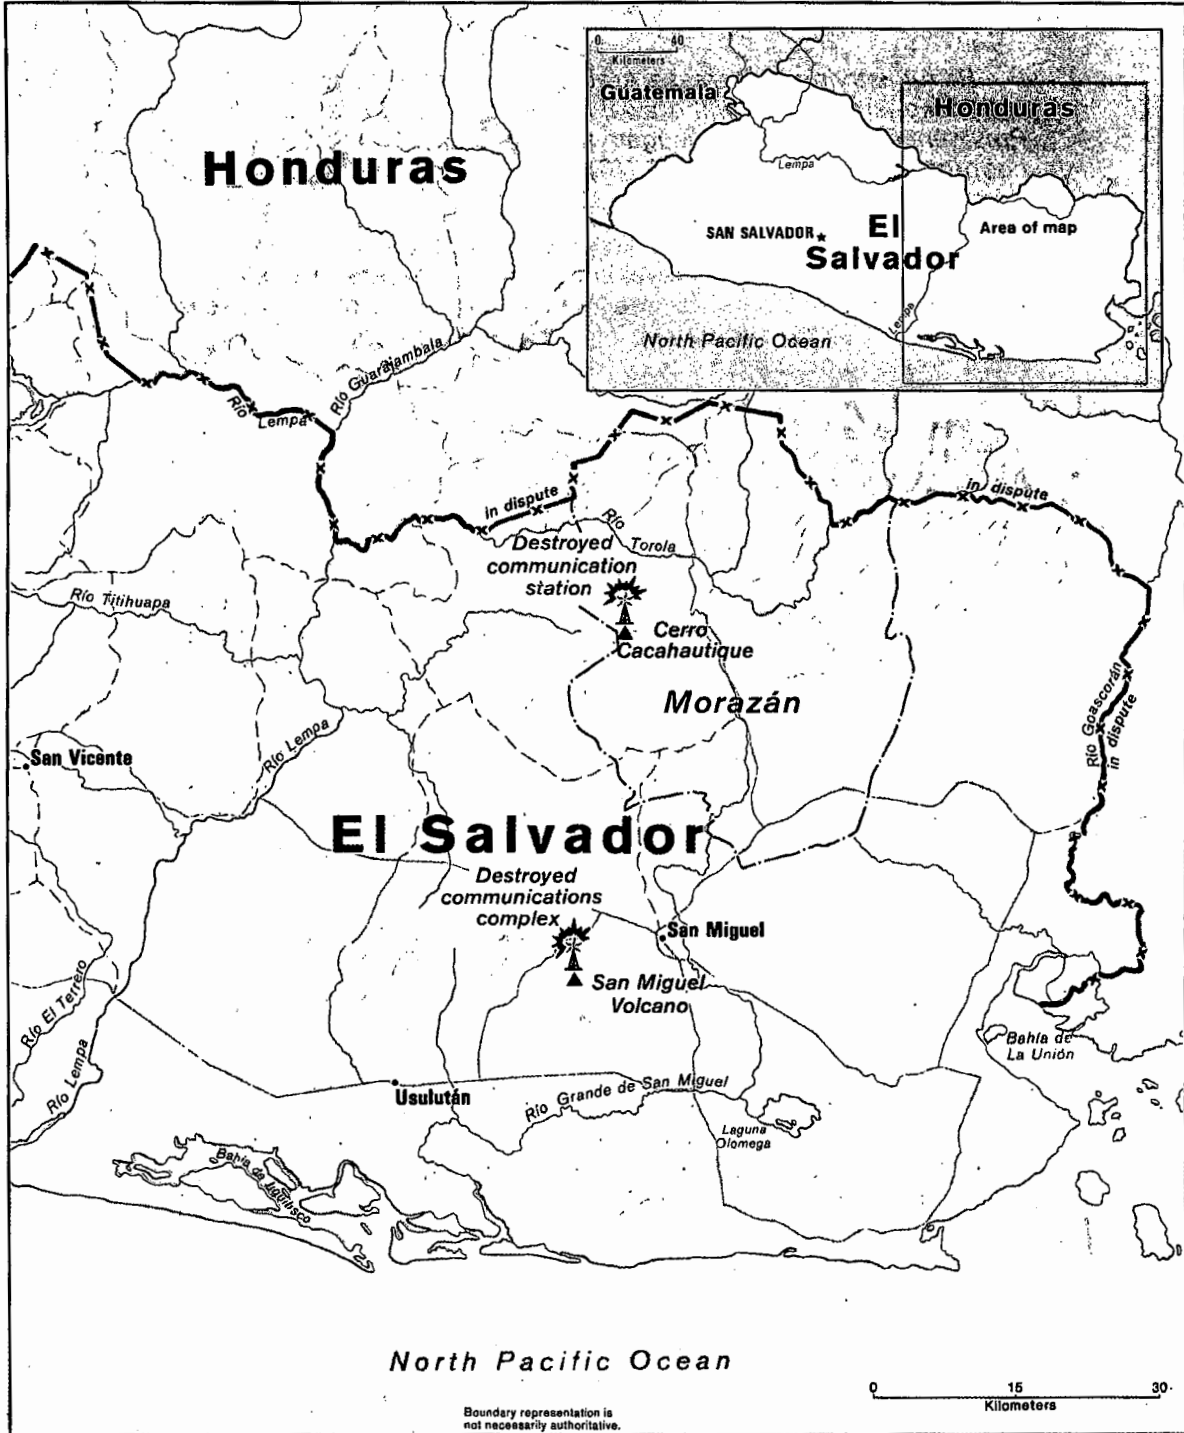 Honduras
0 40
Kilometers
Guatemala
Honduras
Lempa
SAN SALVADOR
El
Salvador
Area of map
Lempa
North Pacific Ocean
Río Guarajambala
Río
Lempa
in dispute
in dispute
Río
Torola
Destroyed
communication
station
Río Titihuapa
Cerro
Cacahautique
Morazán
Río Goascorán
in dispute
Río Lempa
San Vicente
El Salvador
Destroyed
communications
complex
San Miguel
San Miguel
Volcano
Río El Terrero
Río Lempa
Bahía de
La Unión
Usulután
Río Grande de San Miguel
Laguna
Olomega
Bahía de Jiquilisco
North Pacific Ocean
0 15 30
Kilometers
Boundary representation is
not necessarily authoritative.